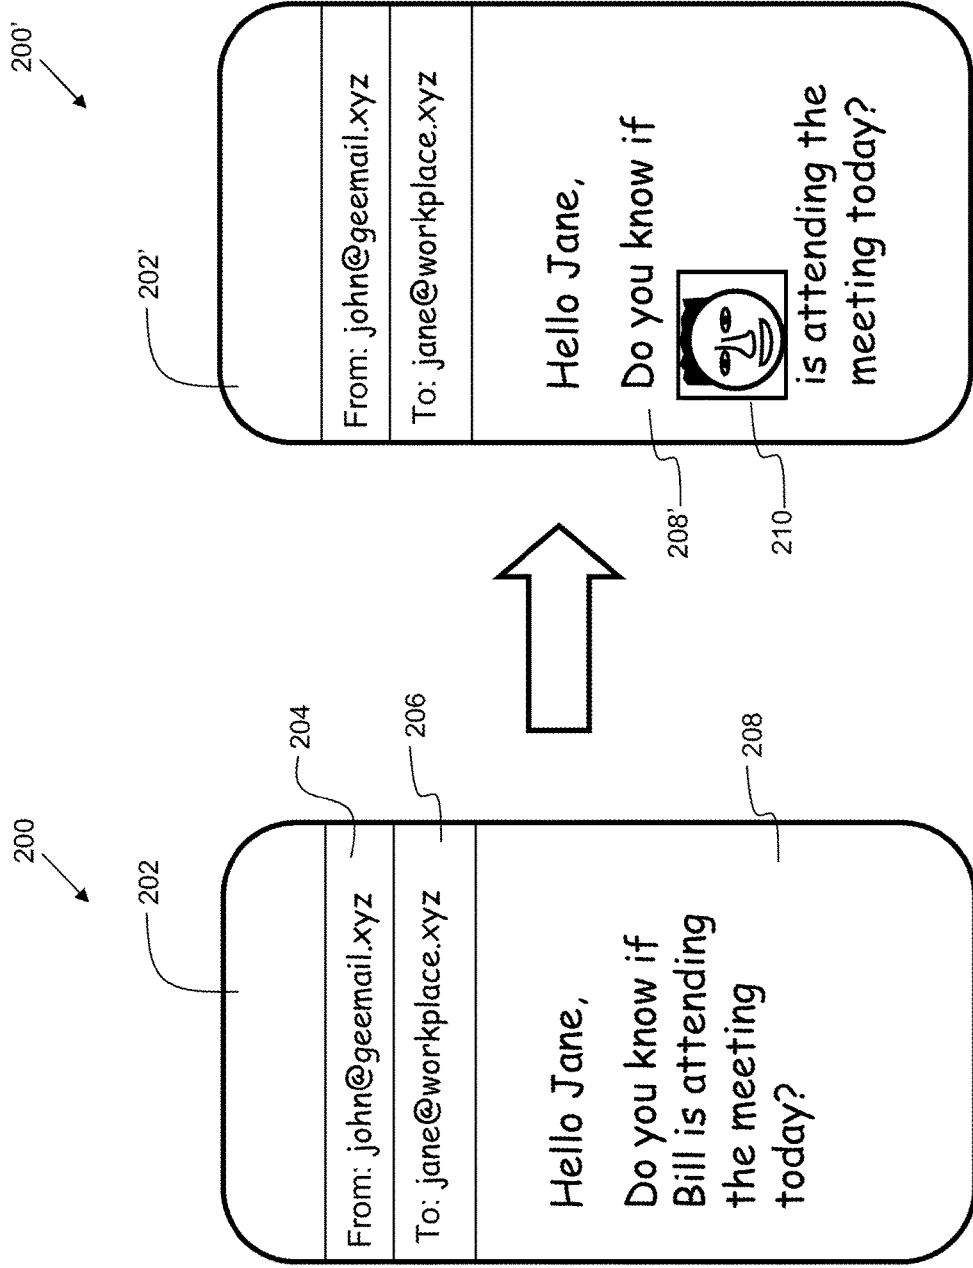 200
202
From: john@geemail.xyz
204
To: jane@workplace.xyz
206
Hello Jane,
Do you know if
Bill is attending
the meeting
today?
208
200'
202'
From: john@geemail.xyz
To: jane@workplace.xyz
Hello Jane,
Do you know if
208'
210
is attending the
meeting today?